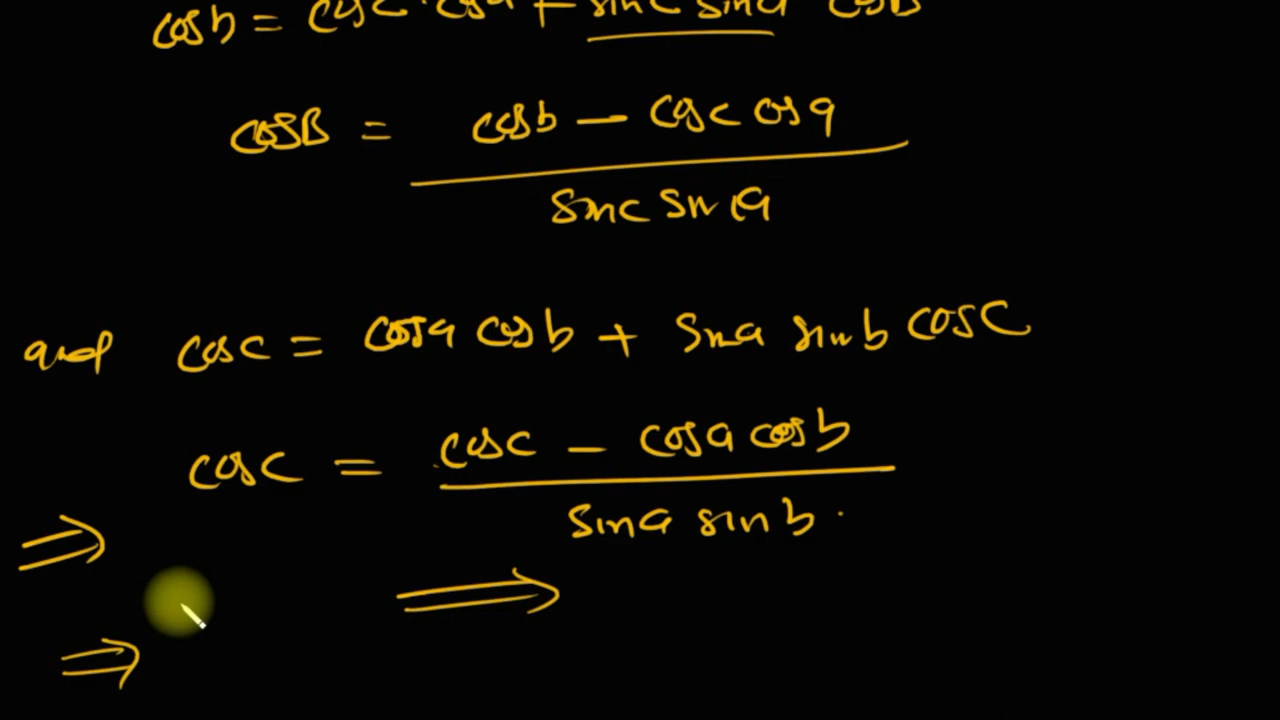 cosb = cosc · cosa + sinc sina cosB
cosB = cosb − cosc cosa
sinc sina
and cosc = cosa cosb + sina sinb cosC
cosC = cosc − cosa cosb
sina sinb .